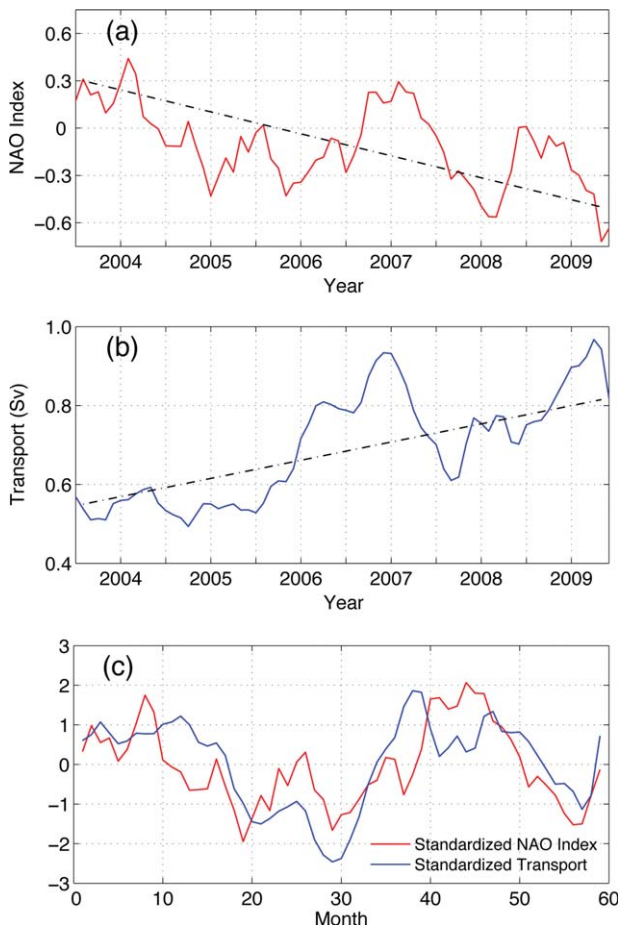 (a)
NAO Index
0.6
0.3
0
−0.3
−0.6
2004 2005 2006 2007 2008 2009
Year
(b)
Transport (Sv)
1.0
0.8
0.6
0.4
2004 2005 2006 2007 2008 2009
Year
(c)
3
2
1
0
−1
−2
−3
Standardized NAO Index
Standardized Transport
0 10 20 30 40 50 60
Month